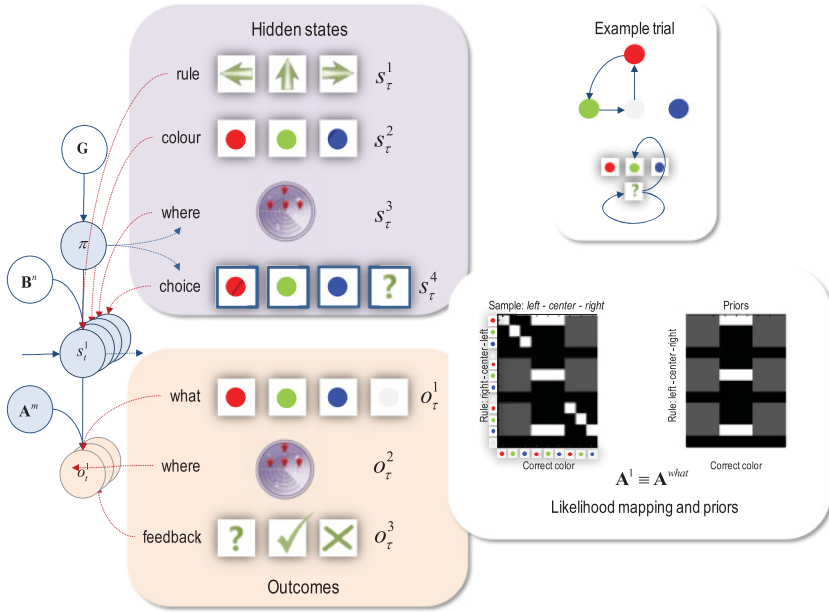 Hidden states
rule
s_τ^1
colour
s_τ^2
where
s_τ^3
choice
?
s_τ^4
G
π
B^n
s_t^1
A^m
o_t^1
what
o_τ^1
where
o_τ^2
feedback
?
o_τ^3
Outcomes
Example trial
?
Sample: left - center - right
Priors
Rule: right - center - left
Rule: left - center - right
Correct color
Correct color
A^1 ≡ A^what
Likelihood mapping and priors